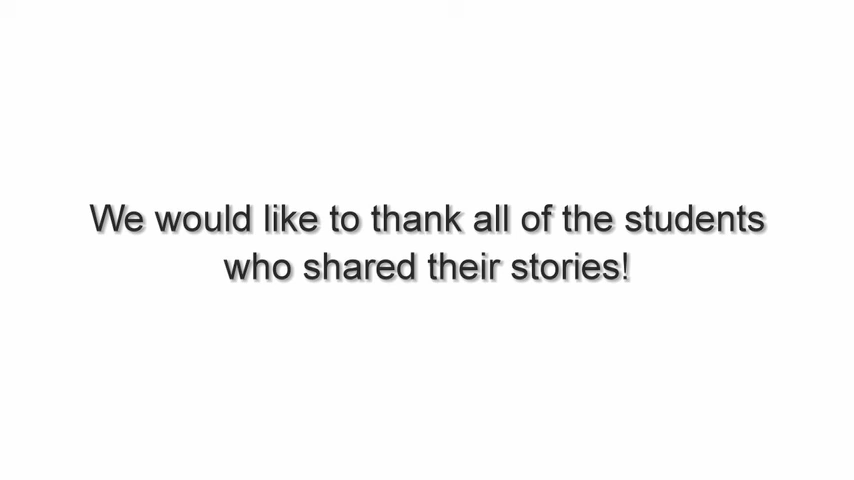 We would like to thank all of the students
who shared their stories!